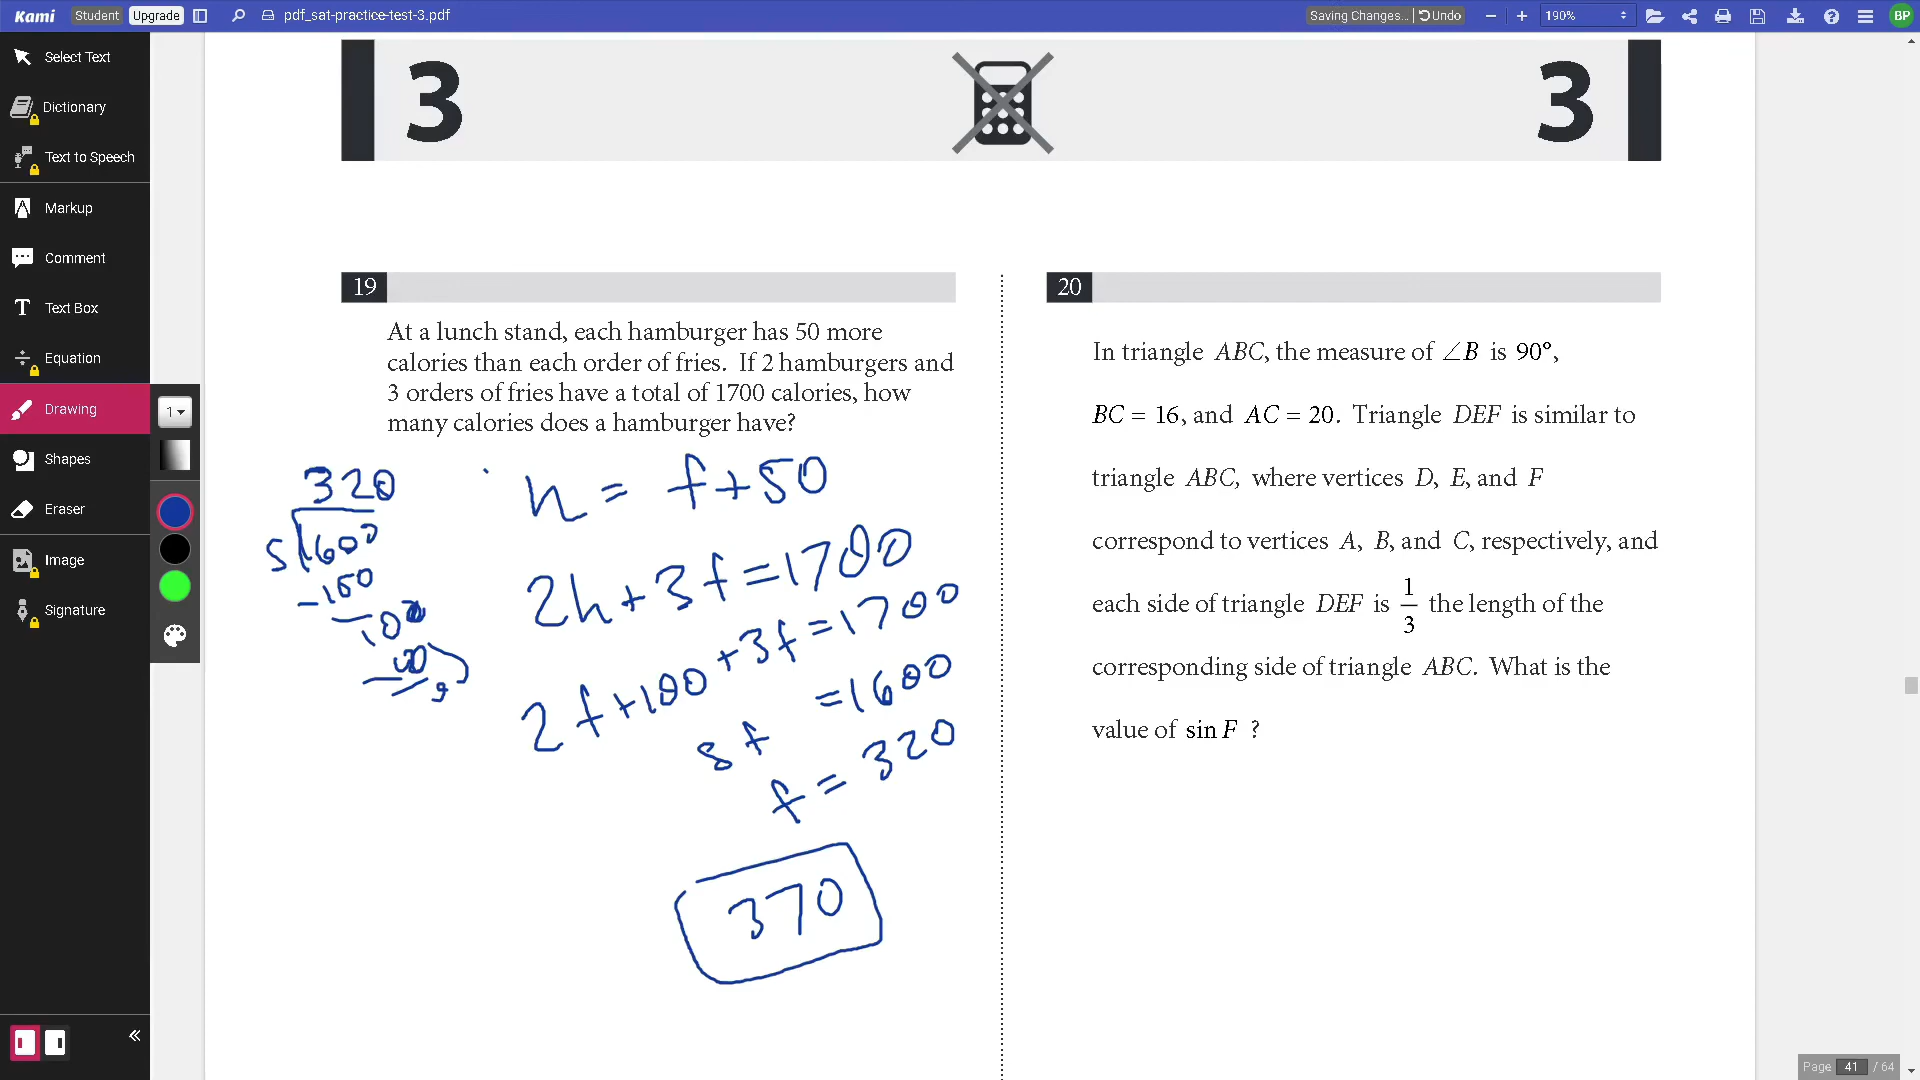 Kami Student Upgrade pdf_sat-practice-test-3.pdf Saving Changes... | Undo 190% BP
Select Text
Dictionary
Text to Speech
Markup
Comment
Text Box
Equation
Drawing
1
Shapes
Eraser
Image
Signature
3 3
19
At a lunch stand, each hamburger has 50 more
calories than each order of fries. If 2 hamburgers and
3 orders of fries have a total of 1700 calories, how
many calories does a hamburger have?
h = f+50
2h+3f=1700
2f+100+3f=1700
=1600
f = 320
370
320
20
In triangle ABC, the measure of ∠B is 90°,
BC = 16, and AC = 20. Triangle DEF is similar to
triangle ABC, where vertices D, E, and F
correspond to vertices A, B, and C, respectively, and
each side of triangle DEF is 1/3 the length of the
corresponding side of triangle ABC. What is the
value of sin F ?
Page 41 / 64